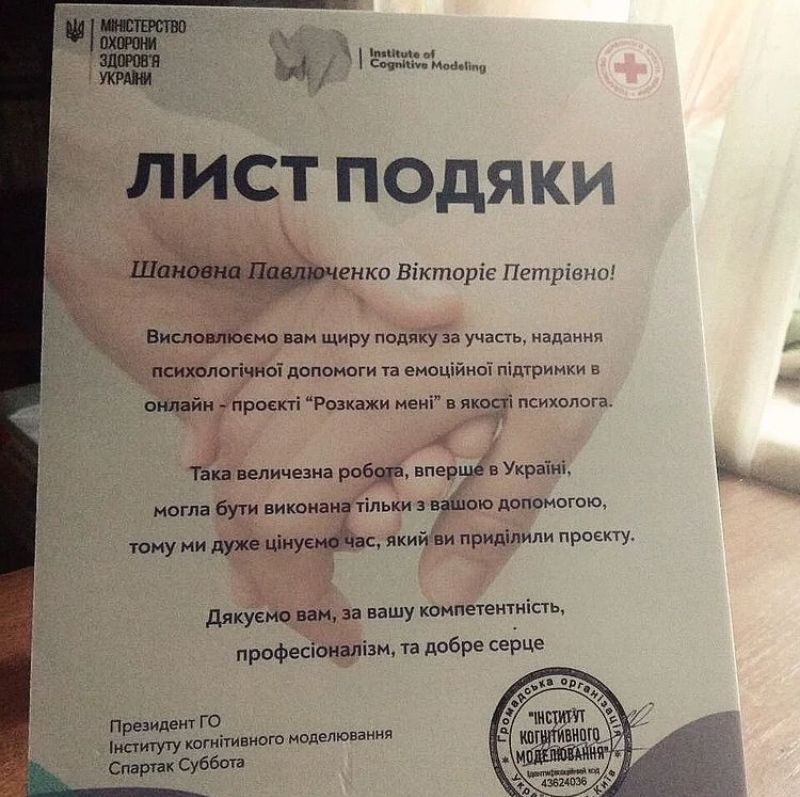 МІНІСТЕРСТВО
ОХОРОНИ
ЗДОРОВ'Я
УКРАЇНИ
Institute of
Cognitive Modeling
ЛИСТ ПОДЯКИ
Шановна Павлюченко Вікторіє Петрівно!
Висловлюємо вам щиру подяку за участь, надання
психологічної допомоги та емоційної підтримки в
онлайн - проєкті “Розкажи мені” в якості психолога.
Така величезна робота, вперше в Україні,
могла бути виконана тільки з вашою допомогою,
тому ми дуже цінуємо час, який ви приділили проєкту.
Дякуємо вам, за вашу компетентність,
професіоналізм, та добре серце
Президент ГО
Інституту когнітивного моделювання
Спартак Суббота
Громадська організація
"ІНСТИТУТ
КОГНІТИВНОГО
МОДЕЛЮВАННЯ"
Ідентифікаційний код
43624036